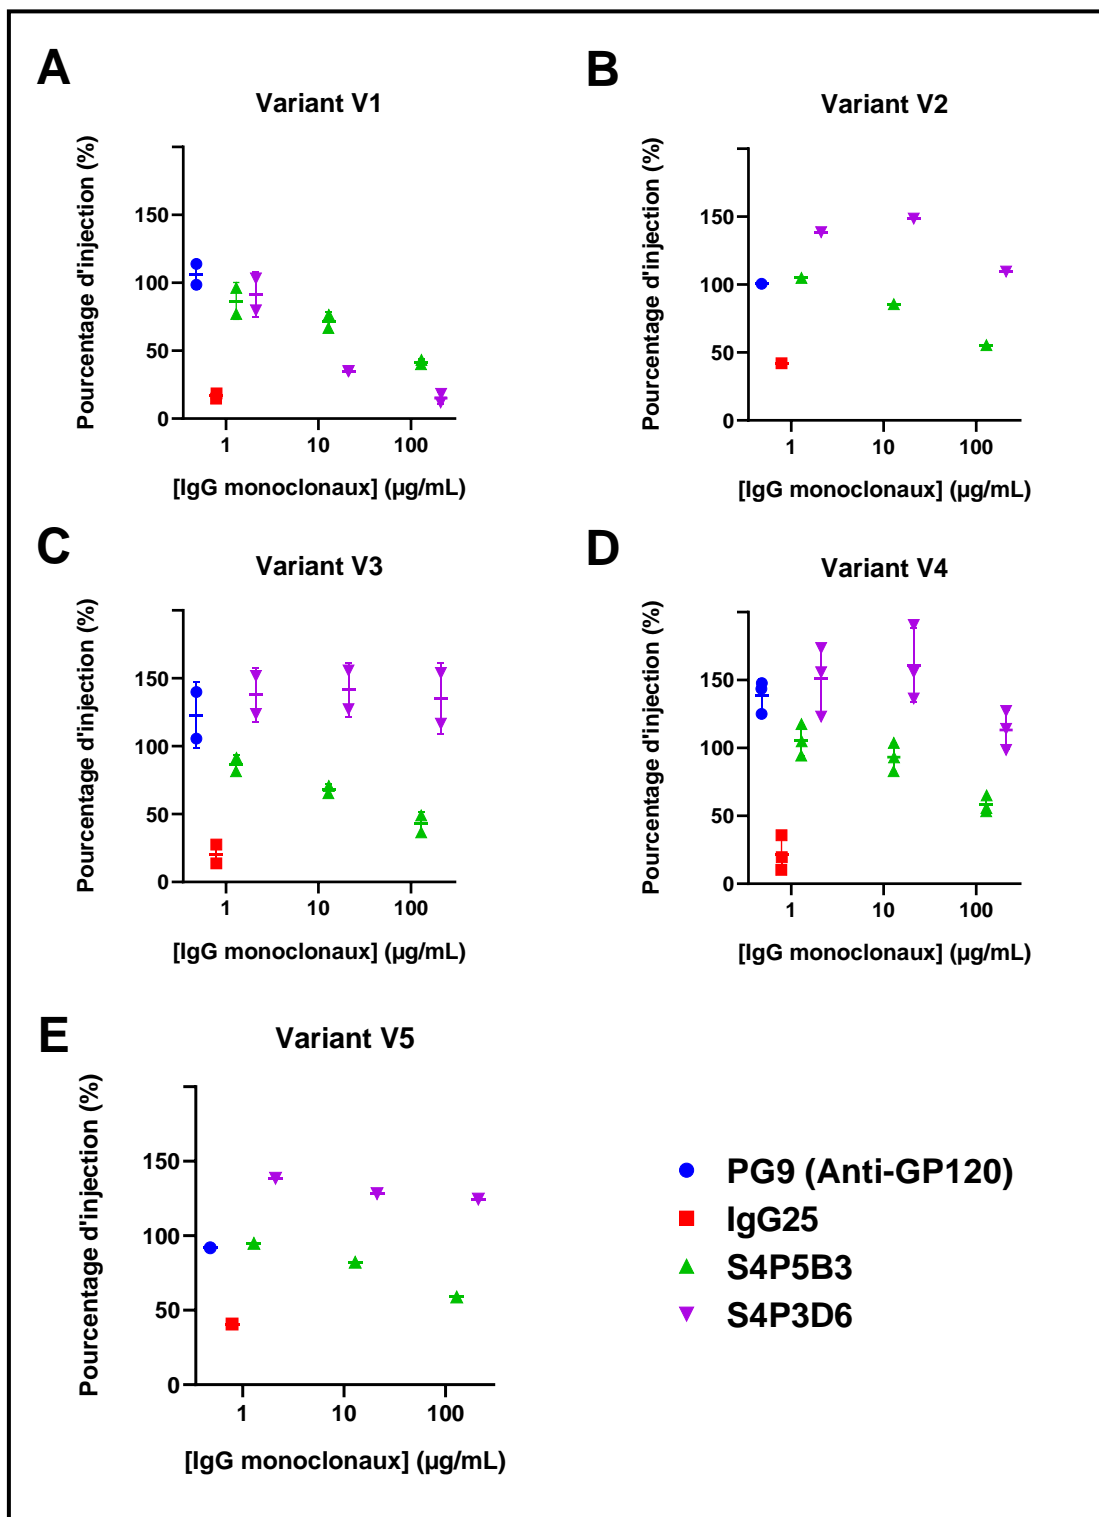 A
Variant V1
Pourcentage d'injection (%)
150
100
50
0
1 10 100
[IgG monoclonaux] (µg/mL)
B
Variant V2
Pourcentage d'injection (%)
150
100
50
0
1 10 100
[IgG monoclonaux] (µg/mL)
C
Variant V3
Pourcentage d'injection (%)
150
100
50
0
1 10 100
[IgG monoclonaux] (µg/mL)
D
Variant V4
Pourcentage d'injection (%)
150
100
50
0
1 10 100
[IgG monoclonaux] (µg/mL)
E
Variant V5
Pourcentage d'injection (%)
150
100
50
0
1 10 100
[IgG monoclonaux] (µg/mL)
PG9 (Anti-GP120)
IgG25
S4P5B3
S4P3D6